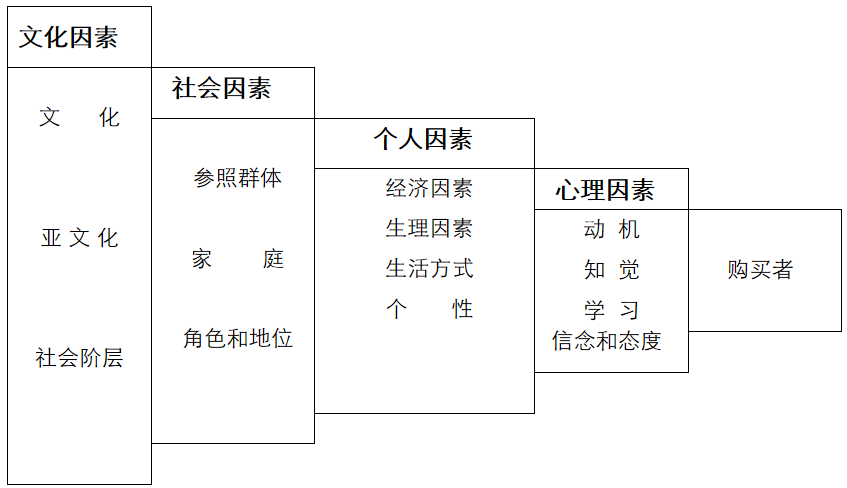 文化因素
文 化
亚 文 化
社会阶层
社会因素
参照群体
家 庭
角色和地位
个人因素
经济因素
生理因素
生活方式
个 性
心理因素
动 机
知 觉
学 习
信念和态度
购买者